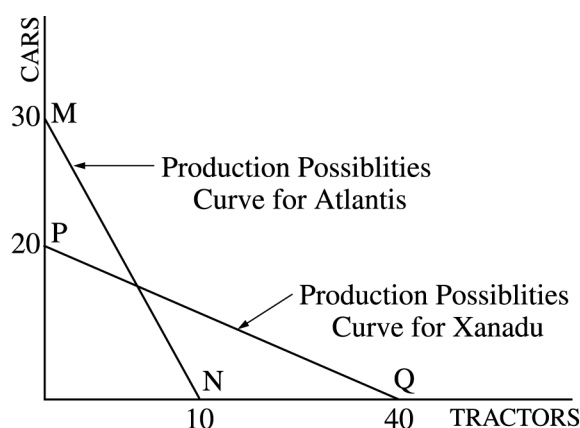 CARS
30 M
Production Possiblities
Curve for Atlantis
P
20
Production Possiblities
Curve for Xanadu
N Q
10 40 TRACTORS